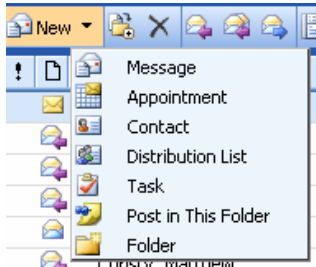 New
Message
Appointment
Contact
Distribution List
Task
Post in This Folder
Folder